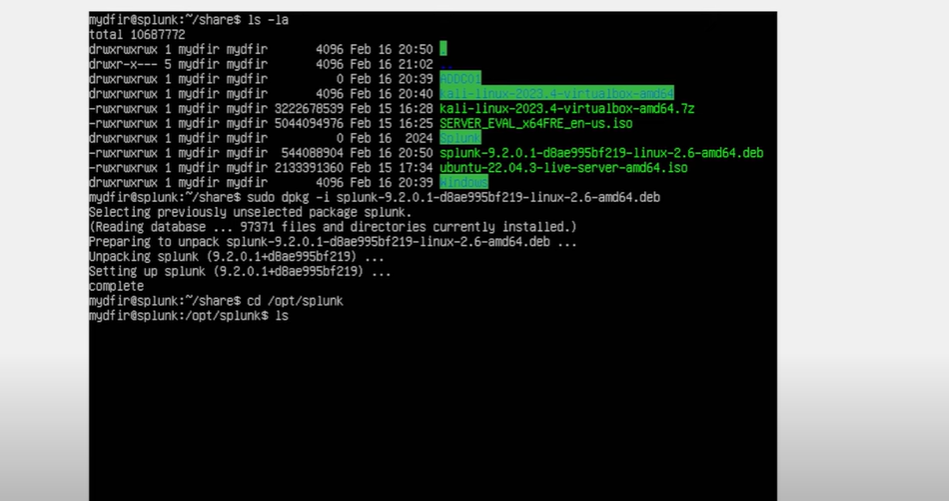 mydfir@splunk:~/share$ ls -la
total 10687772
drwxrwxrwx 1 mydfir mydfir 4096 Feb 16 20:50 .
drwxr-x--- 5 mydfir mydfir 4096 Feb 16 21:02 ..
drwxrwxrwx 1 mydfir mydfir 0 Feb 16 20:39 ADDC01
drwxrwxrwx 1 mydfir mydfir 4096 Feb 16 20:40 kali-linux-2023.4-virtualbox-amd64
-rwxrwxrwx 1 mydfir mydfir 3222678539 Feb 15 16:28 kali-linux-2023.4-virtualbox-amd64.7z
-rwxrwxrwx 1 mydfir mydfir 5044094976 Feb 15 16:25 SERVER_EVAL_x64FRE_en-us.iso
drwxrwxrwx 1 mydfir mydfir 0 Feb 16 2024 Splunk
-rwxrwxrwx 1 mydfir mydfir 544088904 Feb 16 20:50 splunk-9.2.0.1-d8ae995bf219-linux-2.6-amd64.deb
-rwxrwxrwx 1 mydfir mydfir 2133391360 Feb 15 17:34 ubuntu-22.04.3-live-server-amd64.iso
drwxrwxrwx 1 mydfir mydfir 4096 Feb 16 20:39 Windows
mydfir@splunk:~/share$ sudo dpkg -i splunk-9.2.0.1-d8ae995bf219-linux-2.6-amd64.deb
Selecting previously unselected package splunk.
(Reading database ... 97371 files and directories currently installed.)
Preparing to unpack splunk-9.2.0.1-d8ae995bf219-linux-2.6-amd64.deb ...
Unpacking splunk (9.2.0.1+d8ae995bf219) ...
Setting up splunk (9.2.0.1+d8ae995bf219) ...
complete
mydfir@splunk:~/share$ cd /opt/splunk
mydfir@splunk:/opt/splunk$ ls